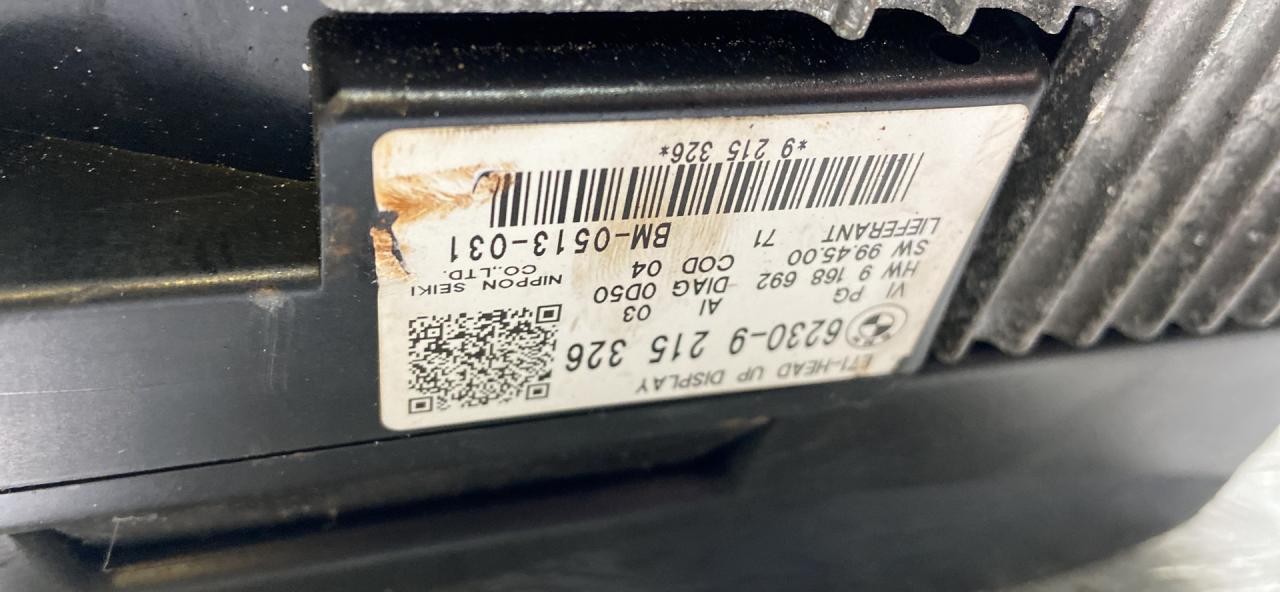 E71-HEAD UP DISPLAY
6230-9 215 326
VI PG AI 03
HW 9 168 692 DIAG 0D50
SW 99.45.00 COD 04
LIEFERANT 71
NIPPON SEIKI
CO.,LTD.
BM-0513-031
*9 215 326*